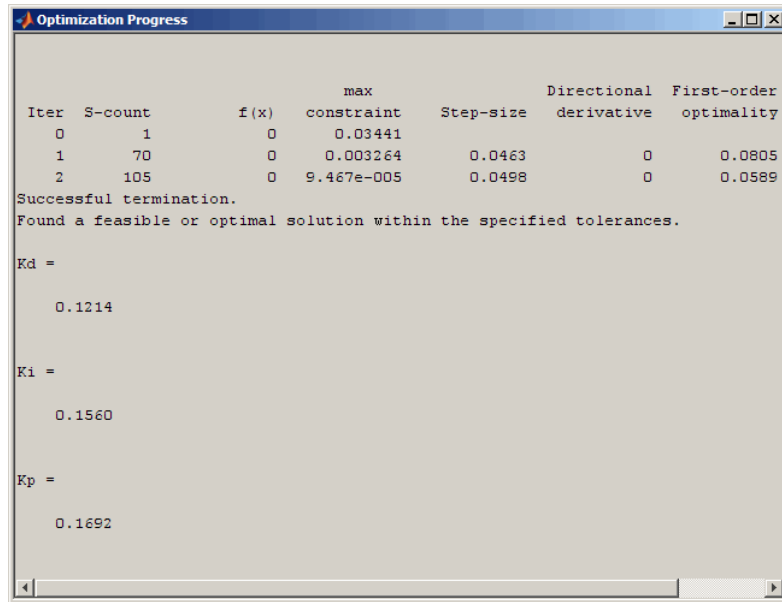 Optimization Progress
max Directional First-order
Iter S-count f(x) constraint Step-size derivative optimality
0 1 0 0.03441
1 70 0 0.003264 0.0463 0 0.0805
2 105 0 9.467e-005 0.0498 0 0.0589
Successful termination.
Found a feasible or optimal solution within the specified tolerances.
Kd =
0.1214
Ki =
0.1560
Kp =
0.1692